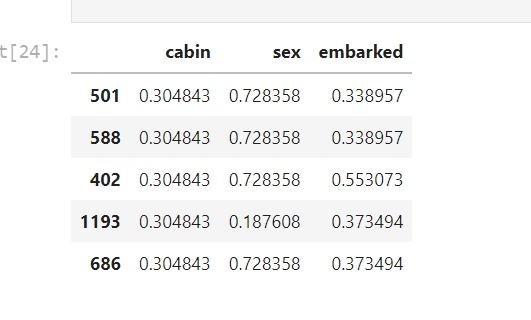 t[24]:
cabin sex embarked
501 0.304843 0.728358 0.338957
588 0.304843 0.728358 0.338957
402 0.304843 0.728358 0.553073
1193 0.304843 0.187608 0.373494
686 0.304843 0.728358 0.373494